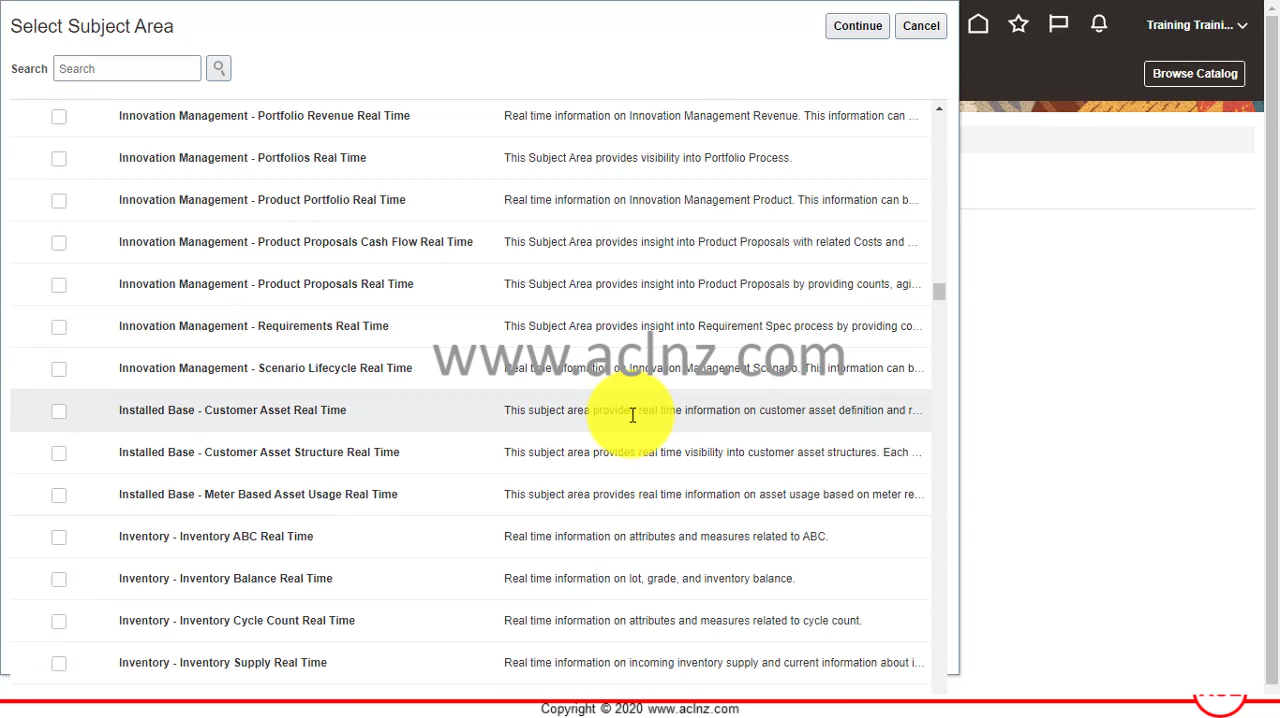 Select Subject Area
Continue
Cancel
Training Traini...
Search
Search
Browse Catalog
Innovation Management - Portfolio Revenue Real Time
Real time information on Innovation Management Revenue. This information can ...
Innovation Management - Portfolios Real Time
This Subject Area provides visibility into Portfolio Process.
Innovation Management - Product Portfolio Real Time
Real time information on Innovation Management Product. This information can b...
Innovation Management - Product Proposals Cash Flow Real Time
This Subject Area provides insight into Product Proposals with related Costs and ...
Innovation Management - Product Proposals Real Time
This Subject Area provides insight into Product Proposals by providing counts, agi...
Innovation Management - Requirements Real Time
This Subject Area provides insight into Requirement Spec process by providing co...
www.aclnz.com
Innovation Management - Scenario Lifecycle Real Time
Real time information on Innovation Management Scenario. This information can b...
Installed Base - Customer Asset Real Time
This subject area provides real time information on customer asset definition and r...
Installed Base - Customer Asset Structure Real Time
This subject area provides real time visibility into customer asset structures. Each ...
Installed Base - Meter Based Asset Usage Real Time
This subject area provides real time information on asset usage based on meter re...
Inventory - Inventory ABC Real Time
Real time information on attributes and measures related to ABC.
Inventory - Inventory Balance Real Time
Real time information on lot, grade, and inventory balance.
Inventory - Inventory Cycle Count Real Time
Real time information on attributes and measures related to cycle count.
Inventory - Inventory Supply Real Time
Real time information on incoming inventory supply and current information about i...
Copyright © 2020 www.aclnz.com